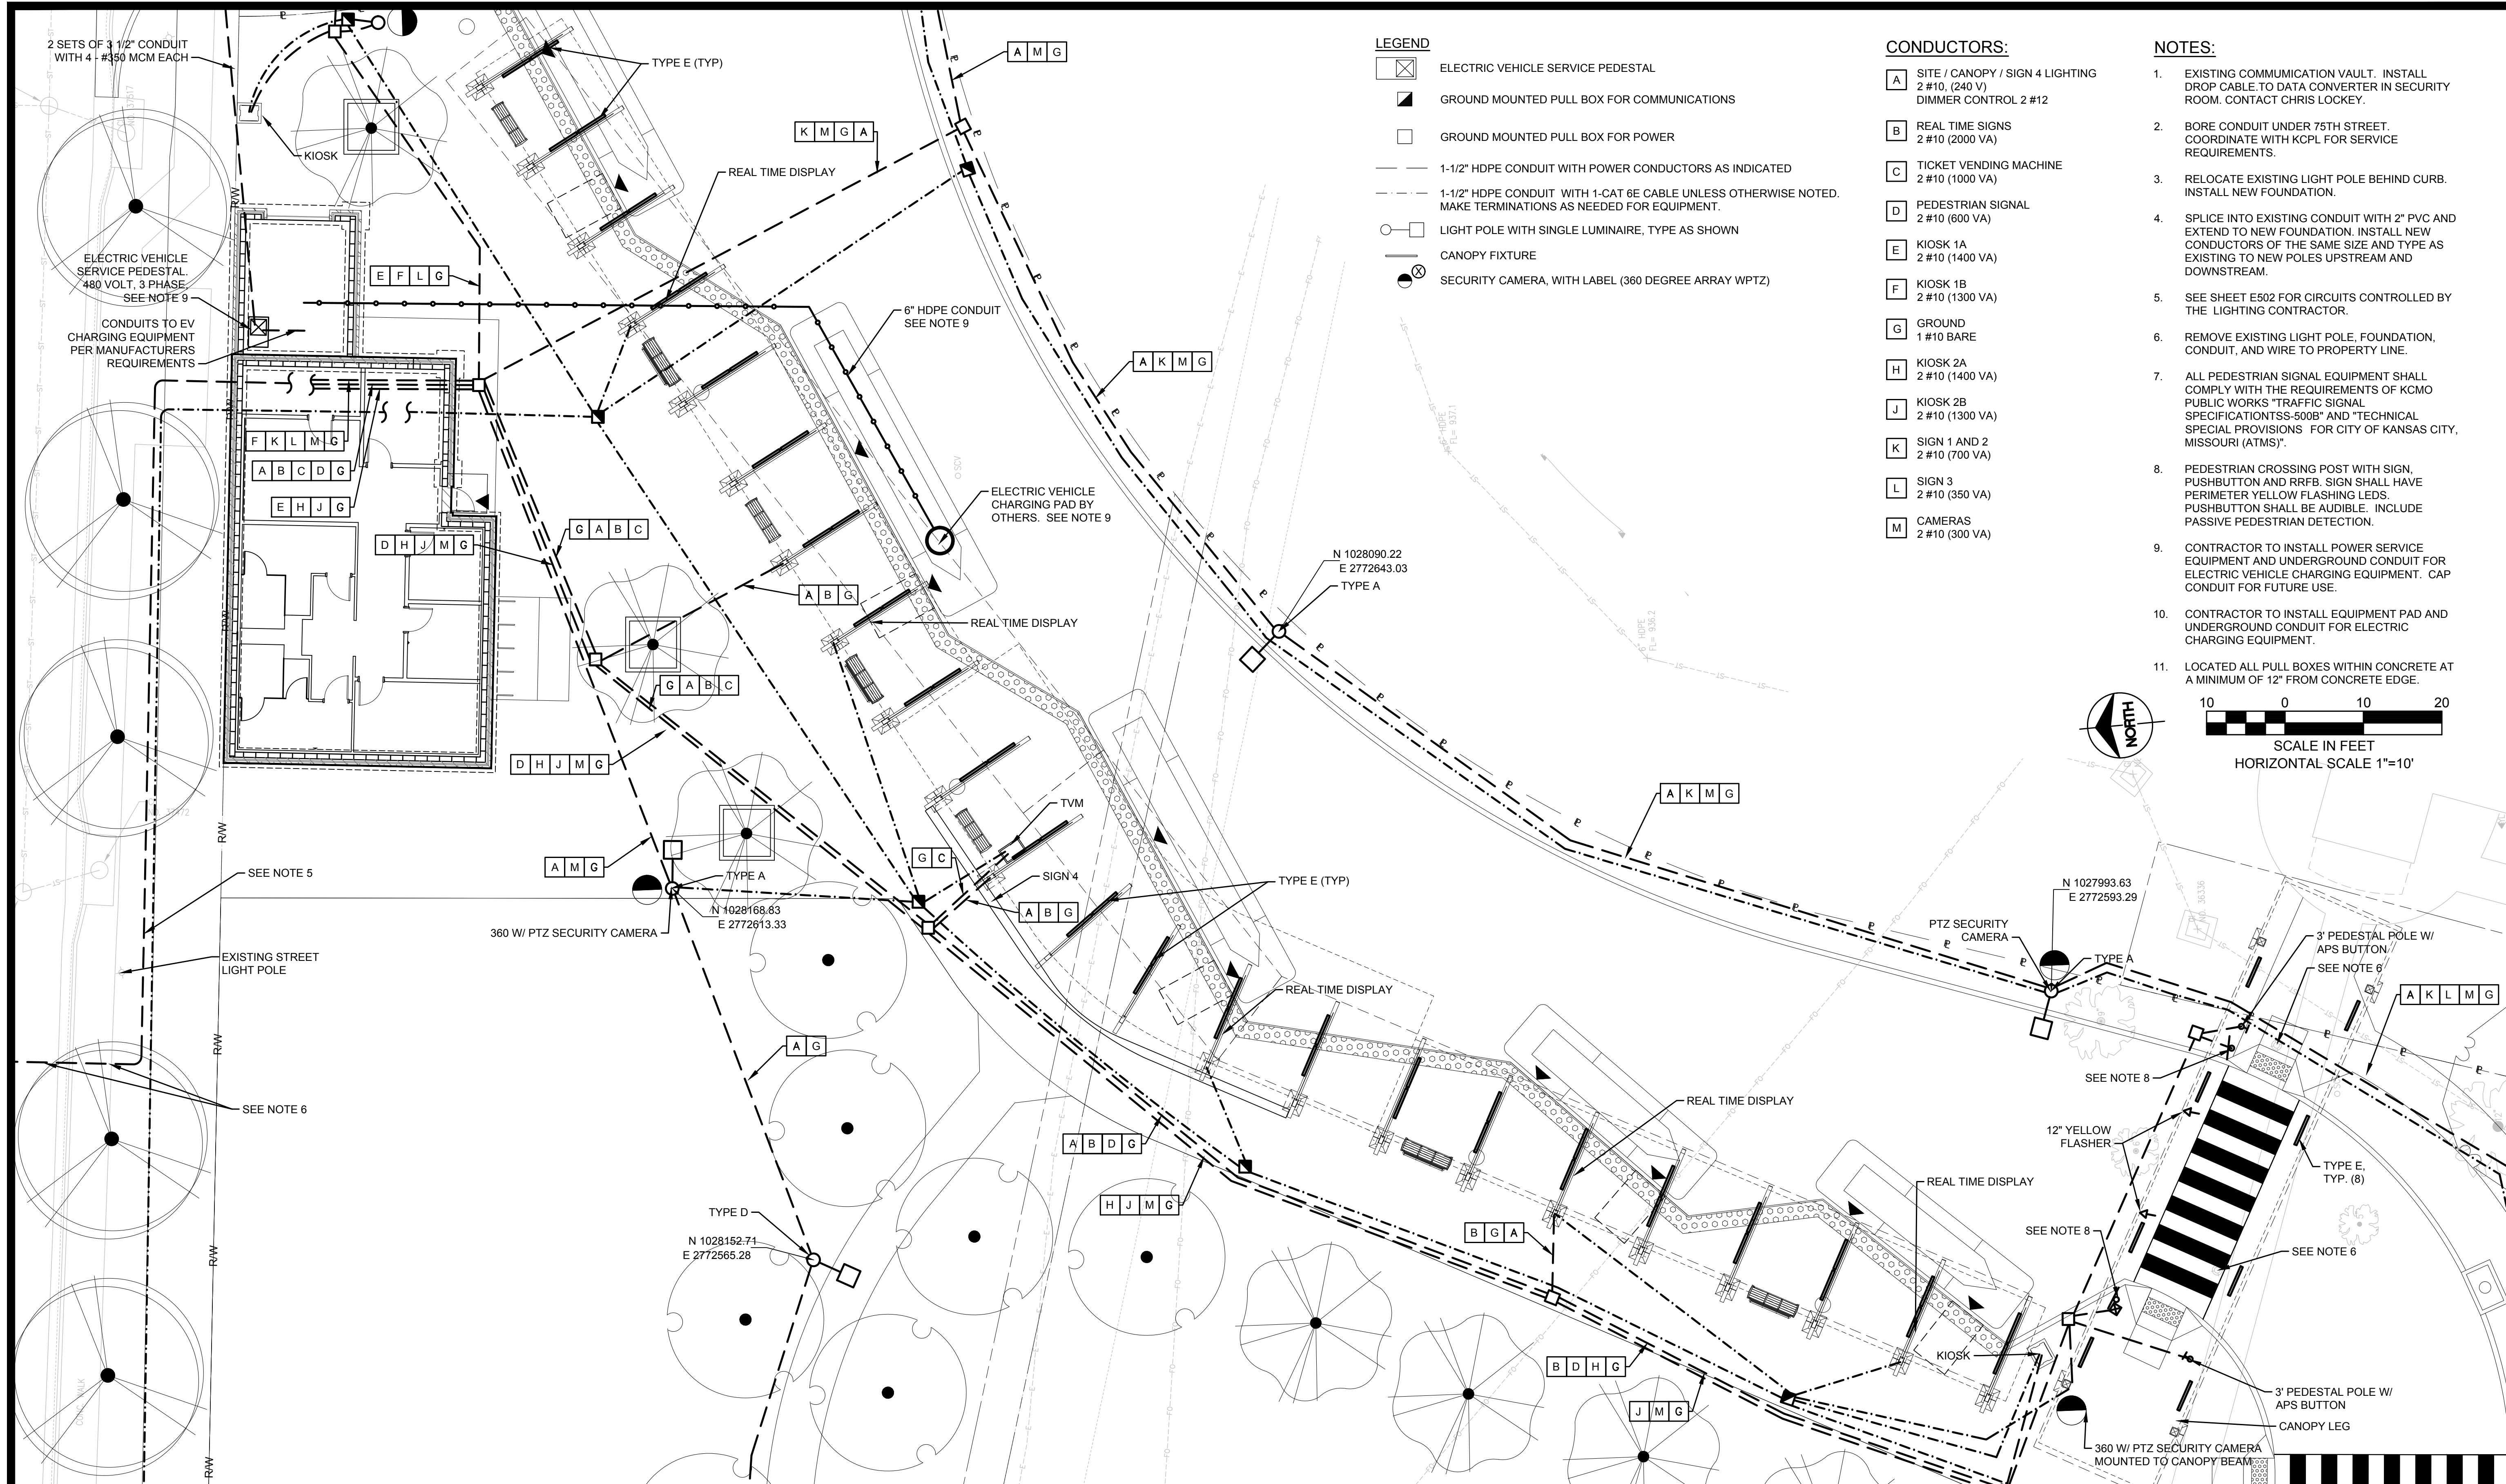 2 SETS OF 3 1/2" CONDUIT
WITH 4 - #350 MCM EACH
KIOSK
ELECTRIC VEHICLE
SERVICE PEDESTAL.
480 VOLT, 3 PHASE,
SEE NOTE 9
CONDUITS TO EV
CHARGING EQUIPMENT
PER MANUFACTURERS
REQUIREMENTS
R/W
E F L G
F K L M G
A B C D G
E H J G
D H J M G
TYPE E (TYP)
A M G
K M G A
REAL TIME DISPLAY
6" HDPE CONDUIT
SEE NOTE 9
A K M G
ELECTRIC VEHICLE
CHARGING PAD BY
OTHERS. SEE NOTE 9
G A B C
A B G
REAL TIME DISPLAY
N 1028090.22
E 2772643.03
TYPE A
G A B C
D H J M G
R/W
TVM
A M G
G C
TYPE A
SIGN 4
TYPE E (TYP)
A B G
N 1028168.83
E 2772613.33
360 W/ PTZ SECURITY CAMERA
SEE NOTE 5
EXISTING STREET
LIGHT POLE
R/W
SEE NOTE 6
A G
REAL TIME DISPLAY
A B D G
H J M G
TYPE D
N 1028152.71
E 2772565.28
R/W
R/W
CONC. WALK
A K M G
REAL TIME DISPLAY
B G A
B D H G
J M G
REAL TIME DISPLAY
KIOSK
N 1027993.63
E 2772593.29
PTZ SECURITY
CAMERA
TYPE A
3' PEDESTAL POLE W/
APS BUTTON
SEE NOTE 6
A K L M G
SEE NOTE 8
12" YELLOW
FLASHER
TYPE E,
TYP. (8)
SEE NOTE 8
SEE NOTE 6
3' PEDESTAL POLE W/
APS BUTTON
CANOPY LEG
360 W/ PTZ SECURITY CAMERA
MOUNTED TO CANOPY BEAM
6" HDPE
FL= 937.1
6" HDPE
FL= 936.2
LEGEND
ELECTRIC VEHICLE SERVICE PEDESTAL
GROUND MOUNTED PULL BOX FOR COMMUNICATIONS
GROUND MOUNTED PULL BOX FOR POWER
1-1/2" HDPE CONDUIT WITH POWER CONDUCTORS AS INDICATED
1-1/2" HDPE CONDUIT WITH 1-CAT 6E CABLE UNLESS OTHERWISE NOTED.
MAKE TERMINATIONS AS NEEDED FOR EQUIPMENT.
LIGHT POLE WITH SINGLE LUMINAIRE, TYPE AS SHOWN
CANOPY FIXTURE
X SECURITY CAMERA, WITH LABEL (360 DEGREE ARRAY WPTZ)
CONDUCTORS:
A SITE / CANOPY / SIGN 4 LIGHTING
2 #10, (240 V)
DIMMER CONTROL 2 #12
B REAL TIME SIGNS
2 #10 (2000 VA)
C TICKET VENDING MACHINE
2 #10 (1000 VA)
D PEDESTRIAN SIGNAL
2 #10 (600 VA)
E KIOSK 1A
2 #10 (1400 VA)
F KIOSK 1B
2 #10 (1300 VA)
G GROUND
1 #10 BARE
H KIOSK 2A
2 #10 (1400 VA)
J KIOSK 2B
2 #10 (1300 VA)
K SIGN 1 AND 2
2 #10 (700 VA)
L SIGN 3
2 #10 (350 VA)
M CAMERAS
2 #10 (300 VA)
NOTES:
1. EXISTING COMMUMICATION VAULT. INSTALL
DROP CABLE.TO DATA CONVERTER IN SECURITY
ROOM. CONTACT CHRIS LOCKEY.
2. BORE CONDUIT UNDER 75TH STREET.
COORDINATE WITH KCPL FOR SERVICE
REQUIREMENTS.
3. RELOCATE EXISTING LIGHT POLE BEHIND CURB.
INSTALL NEW FOUNDATION.
4. SPLICE INTO EXISTING CONDUIT WITH 2" PVC AND
EXTEND TO NEW FOUNDATION. INSTALL NEW
CONDUCTORS OF THE SAME SIZE AND TYPE AS
EXISTING TO NEW POLES UPSTREAM AND
DOWNSTREAM.
5. SEE SHEET E502 FOR CIRCUITS CONTROLLED BY
THE LIGHTING CONTRACTOR.
6. REMOVE EXISTING LIGHT POLE, FOUNDATION,
CONDUIT, AND WIRE TO PROPERTY LINE.
7. ALL PEDESTRIAN SIGNAL EQUIPMENT SHALL
COMPLY WITH THE REQUIREMENTS OF KCMO
PUBLIC WORKS "TRAFFIC SIGNAL
SPECIFICATIONTSS-500B" AND "TECHNICAL
SPECIAL PROVISIONS FOR CITY OF KANSAS CITY,
MISSOURI (ATMS)".
8. PEDESTRIAN CROSSING POST WITH SIGN,
PUSHBUTTON AND RRFB. SIGN SHALL HAVE
PERIMETER YELLOW FLASHING LEDS.
PUSHBUTTON SHALL BE AUDIBLE. INCLUDE
PASSIVE PEDESTRIAN DETECTION.
9. CONTRACTOR TO INSTALL POWER SERVICE
EQUIPMENT AND UNDERGROUND CONDUIT FOR
ELECTRIC VEHICLE CHARGING EQUIPMENT. CAP
CONDUIT FOR FUTURE USE.
10. CONTRACTOR TO INSTALL EQUIPMENT PAD AND
UNDERGROUND CONDUIT FOR ELECTRIC
CHARGING EQUIPMENT.
11. LOCATED ALL PULL BOXES WITHIN CONCRETE AT
A MINIMUM OF 12" FROM CONCRETE EDGE.
NORTH
10 0 10 20
SCALE IN FEET
HORIZONTAL SCALE 1"=10'